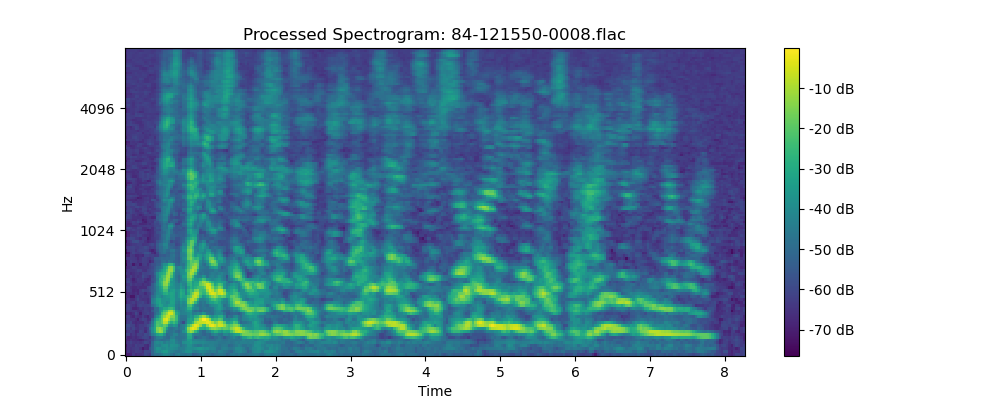 Processed Spectrogram: 84-121550-0008.flac
4096
2048
1024
512
0
Hz
0 1 2 3 4 5 6 7 8
Time
-10 dB
-20 dB
-30 dB
-40 dB
-50 dB
-60 dB
-70 dB